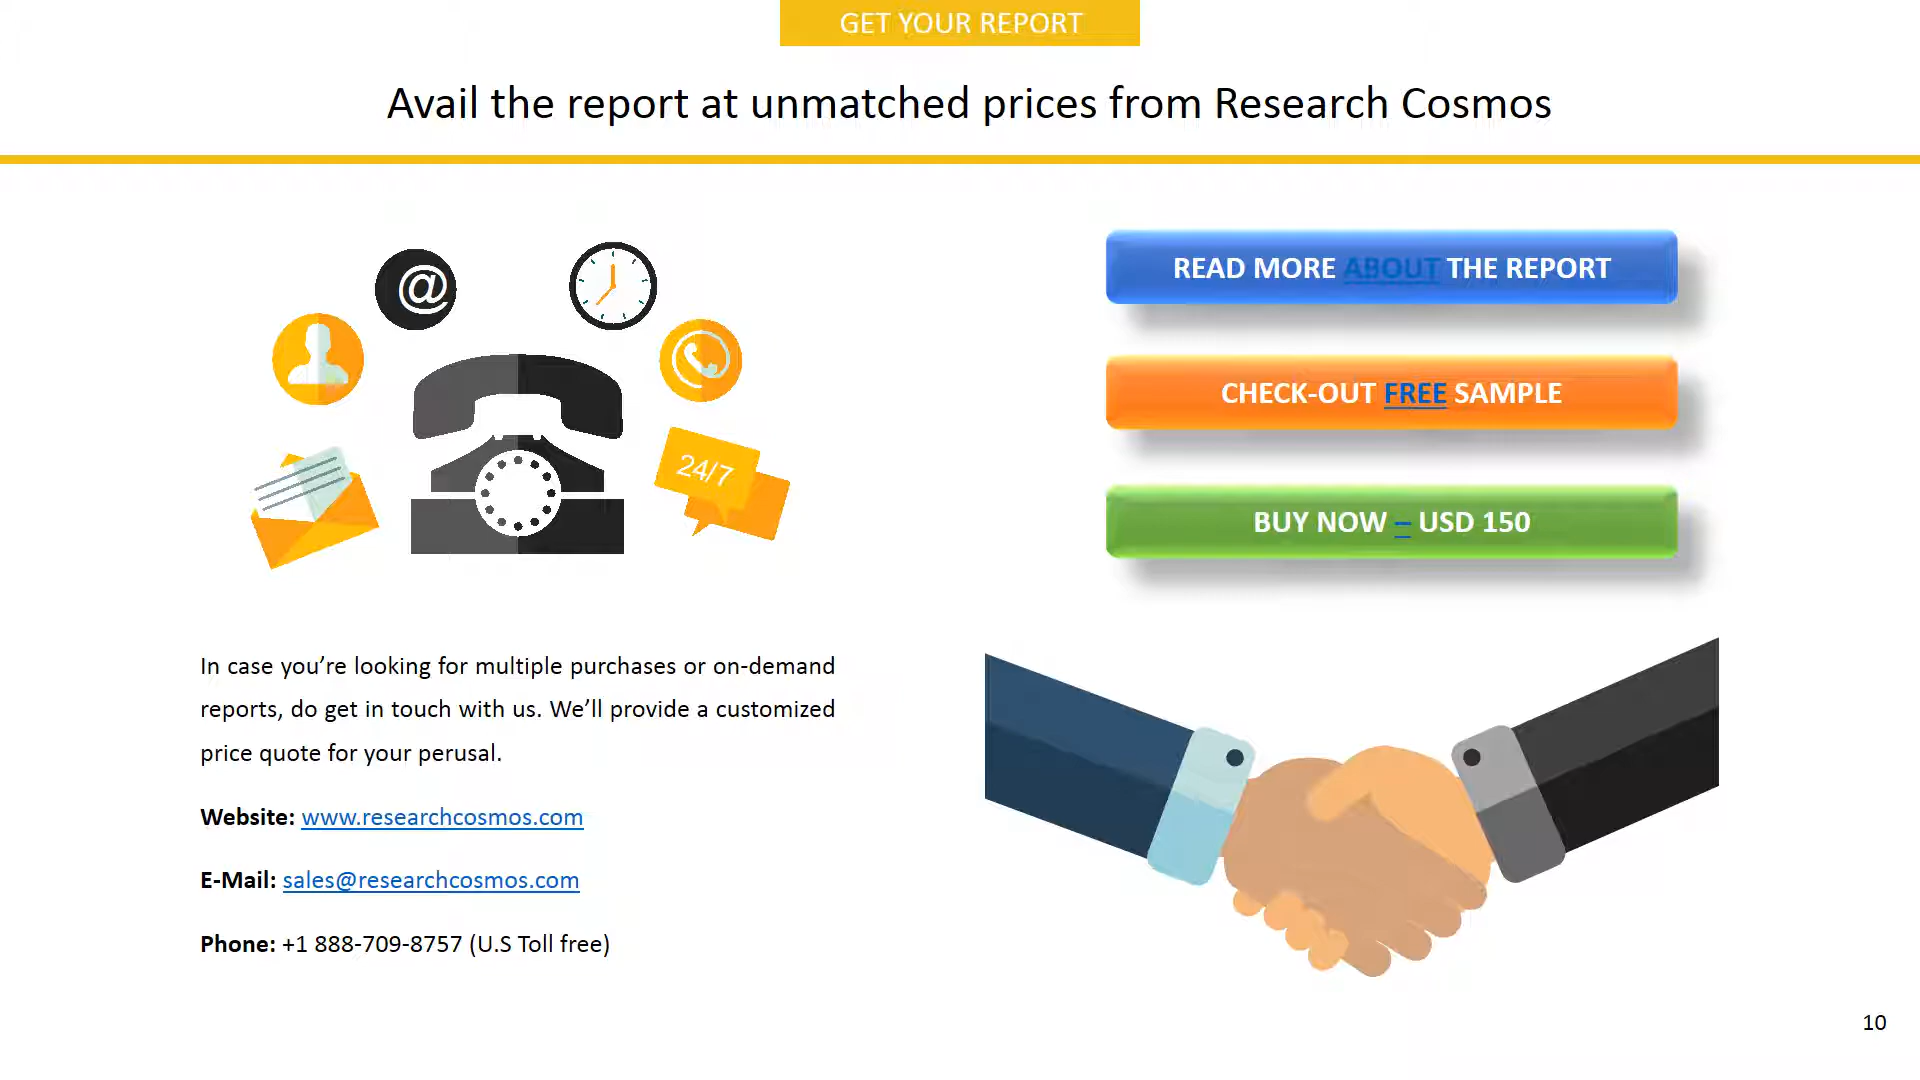 GET YOUR REPORT
Avail the report at unmatched prices from Research Cosmos
@
24/7
READ MORE ABOUT THE REPORT
CHECK-OUT FREE SAMPLE
BUY NOW – USD 150
In case you’re looking for multiple purchases or on-demand
reports, do get in touch with us. We’ll provide a customized
price quote for your perusal.
Website: www.researchcosmos.com
E-Mail: sales@researchcosmos.com
Phone: +1 888-709-8757 (U.S Toll free)
10